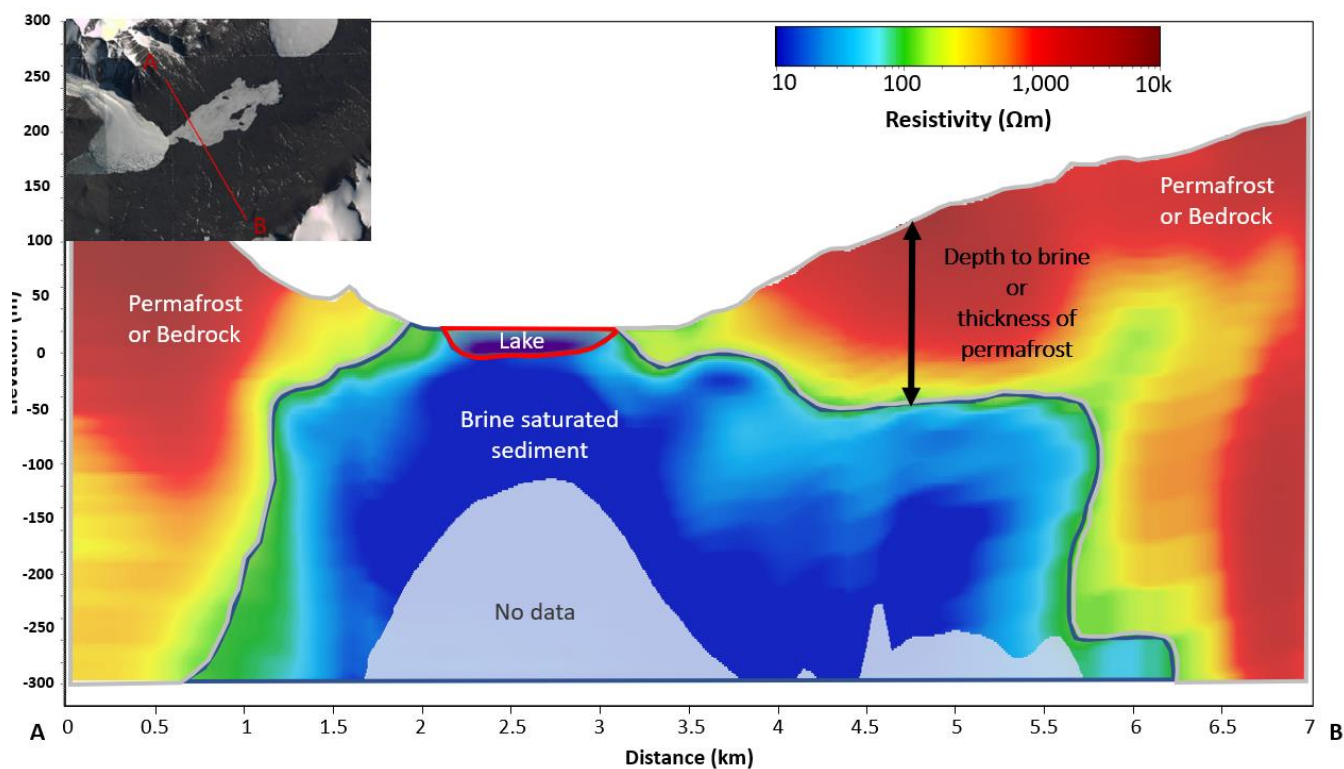 300
250
200
150
100
50
0
-50
-100
-150
-200
-250
-300
A
B
10 100 1,000 10k
Resistivity (Ωm)
Permafrost
or Bedrock
Permafrost
or Bedrock
Depth to brine
or
thickness of
permafrost
Lake
Brine saturated
sediment
No data
A 0 0.5 1 1.5 2 2.5 3 3.5 4 4.5 5 5.5 6 6.5 7 B
Distance (km)